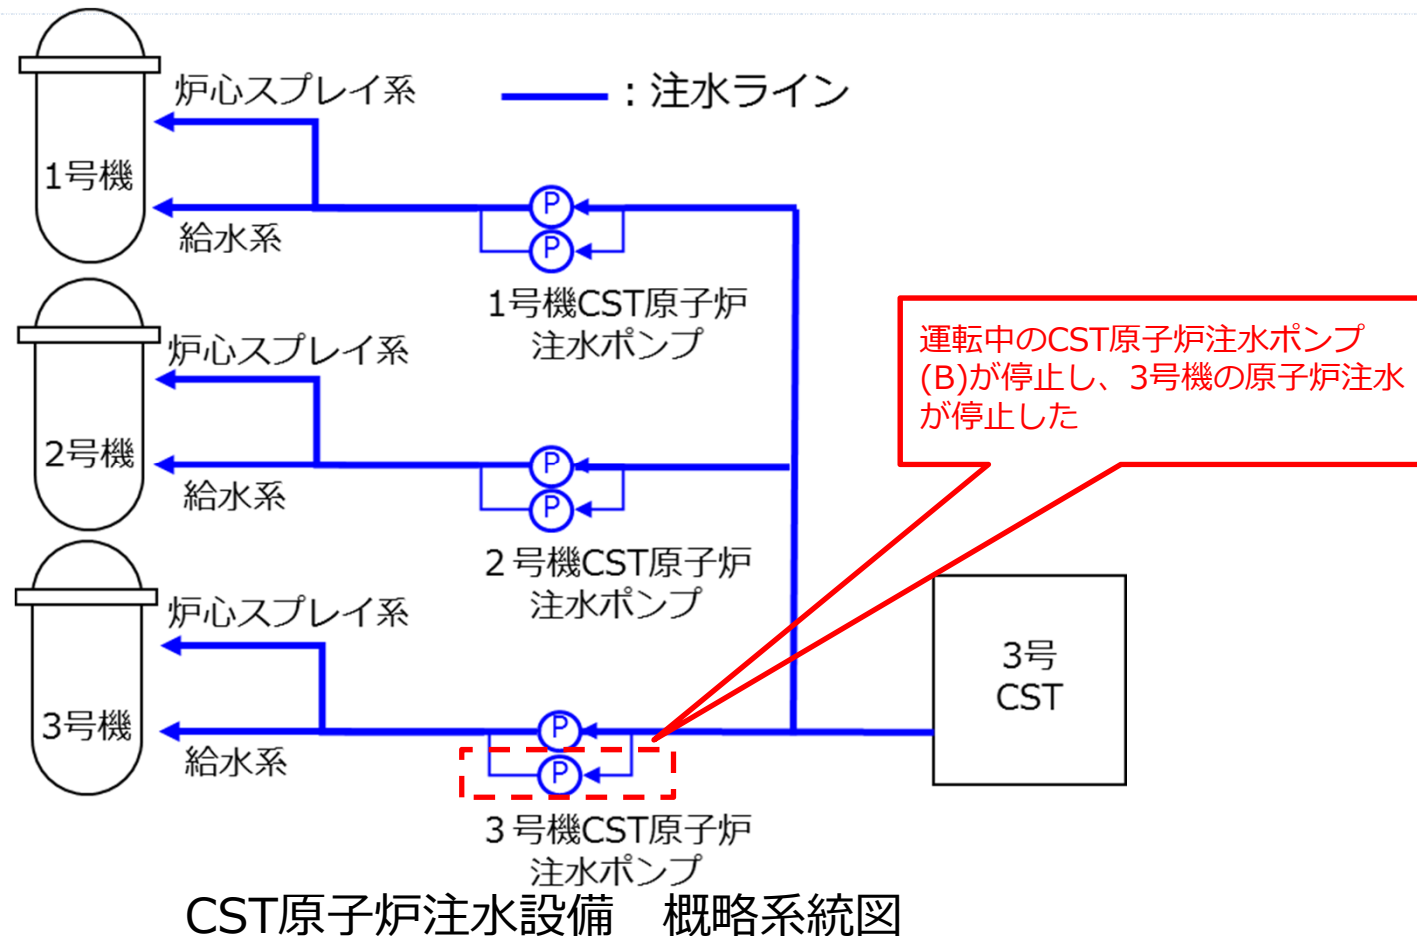 炉心スプレイ系
：注水ライン
1号機
P
給水系
P
1号機CST原子炉
注水ポンプ
運転中のCST原子炉注水ポンプ
(B)が停止し、3号機の原子炉注水
が停止した
炉心スプレイ系
2号機
P
給水系
P
２号機CST原子炉
注水ポンプ
炉心スプレイ系
3号
CST
3号機
P
給水系
P
３号機CST原子炉
注水ポンプ
CST原子炉注水設備　概略系統図